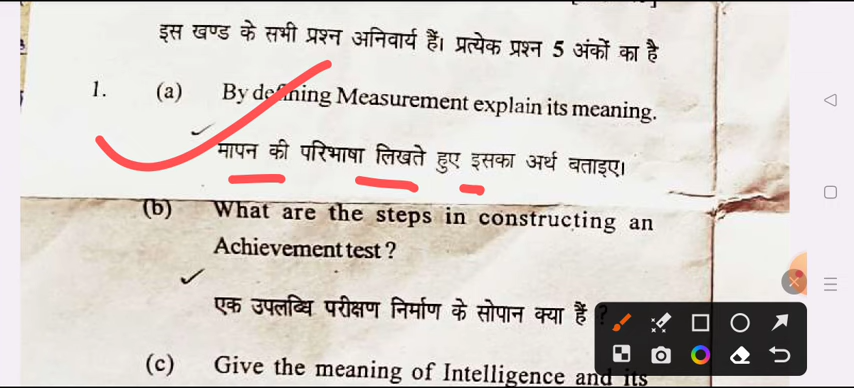 इस खण्ड के सभी प्रश्न अनिवार्य हैं। प्रत्येक प्रश्न 5 अंकों का है
1. (a) By defining Measurement explain its meaning.
मापन की परिभाषा लिखते हुए इसका अर्थ बताइए।
(b) What are the steps in constructing an
Achievement test ?
एक उपलब्धि परीक्षण निर्माण के सोपान क्या हैं ?
(c) Give the meaning of Intelligence and its